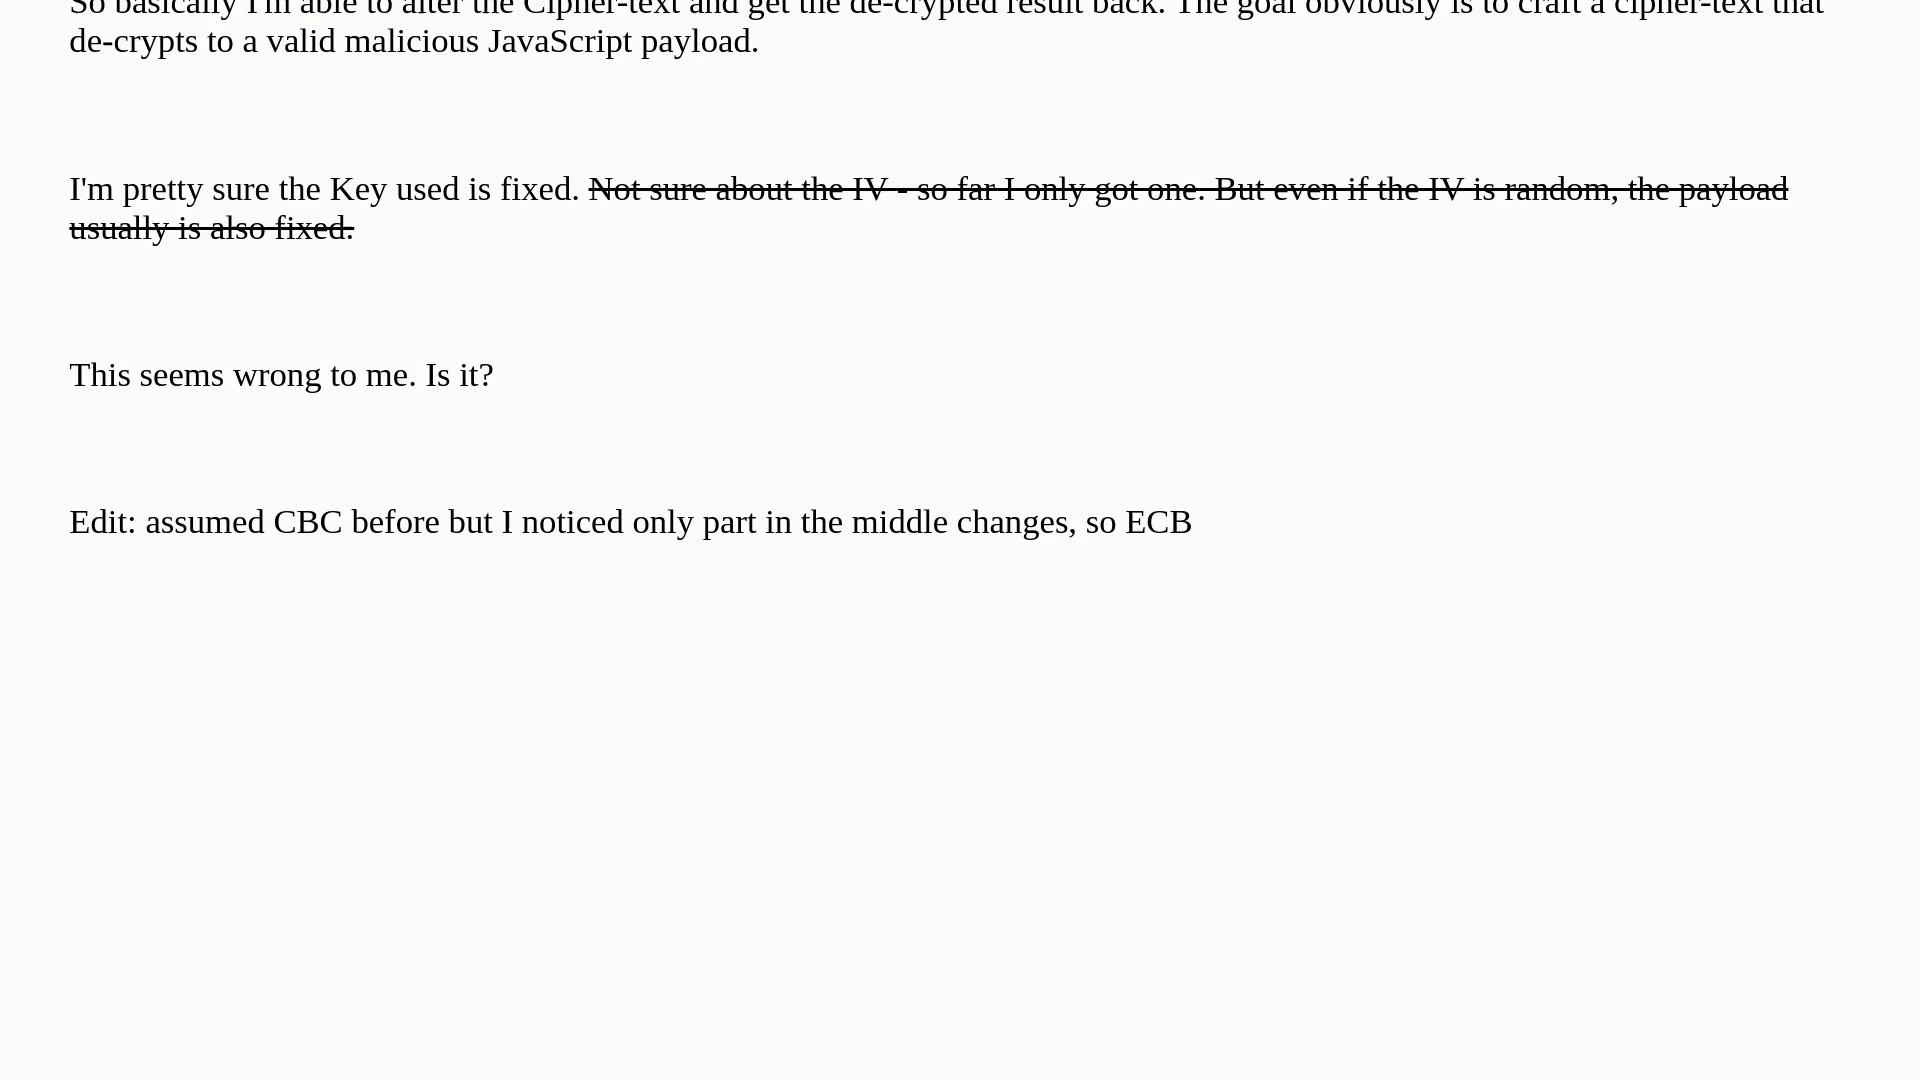 So basically I'm able to alter the Cipher-text and get the de-crypted result back. The goal obviously is to craft a cipher-text that
de-crypts to a valid malicious JavaScript payload.
I'm pretty sure the Key used is fixed. Not sure about the IV - so far I only got one. But even if the IV is random, the payload
usually is also fixed.
This seems wrong to me. Is it?
Edit: assumed CBC before but I noticed only part in the middle changes, so ECB